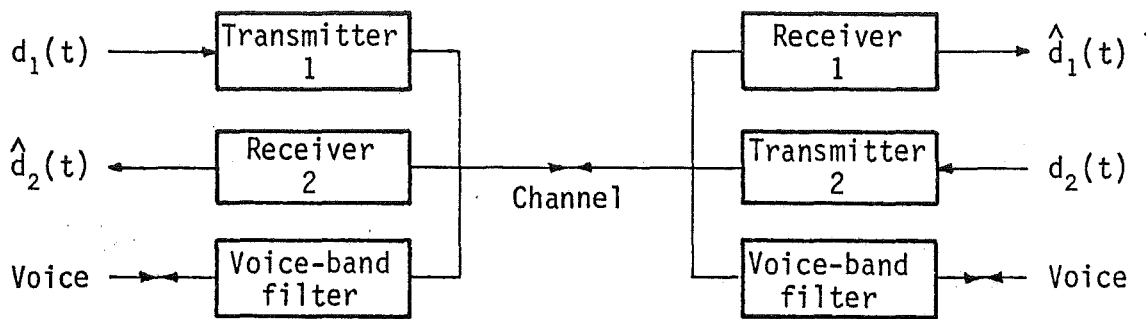 d₁(t)
Transmitter
1
Receiver
1
d̂₁(t)
d̂₂(t)
Receiver
2
Channel
Transmitter
2
d₂(t)
Voice
Voice-band
filter
Voice-band
filter
Voice